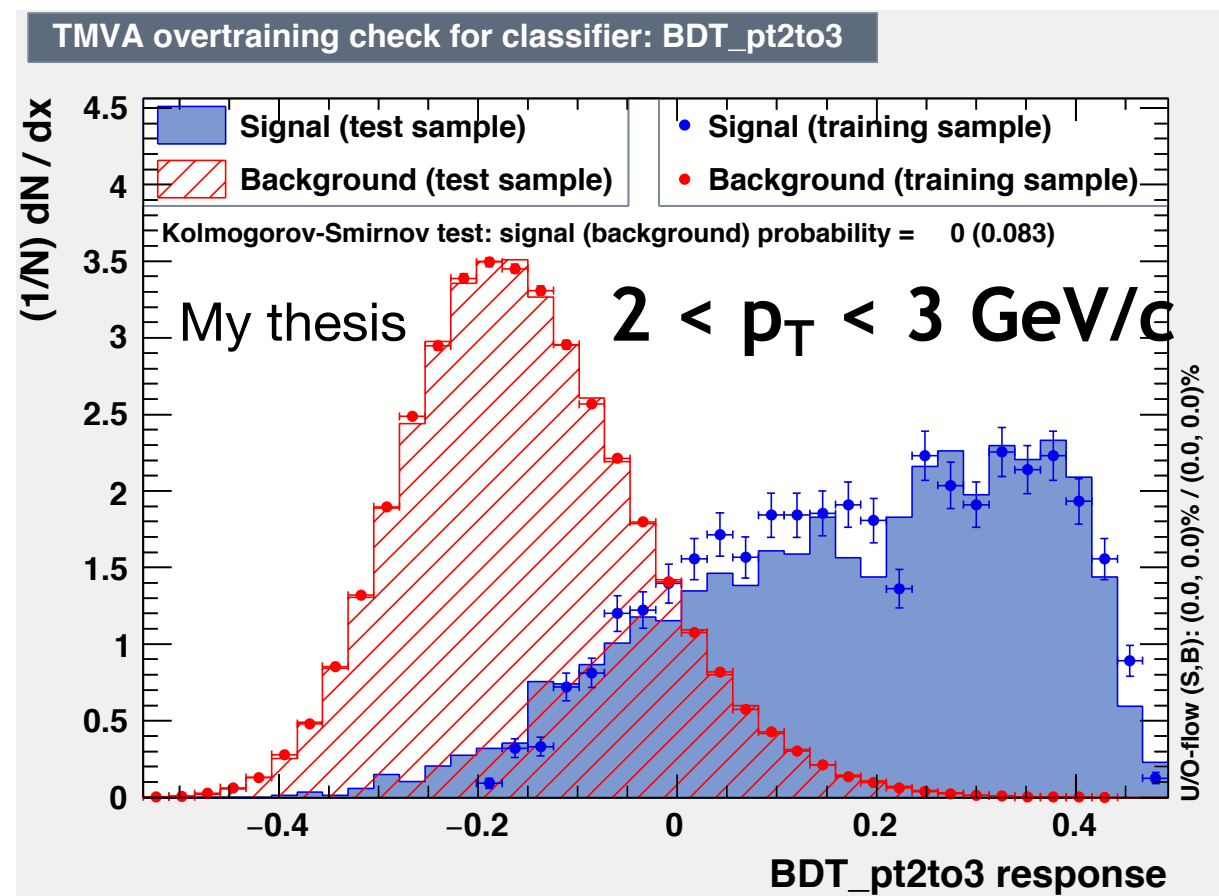 TMVA overtraining check for classifier: BDT_pt2to3
(1/N) dN / dx
4.5
4
3.5
3
2.5
2
1.5
1
0.5
0
Signal (test sample)
Background (test sample)
Signal (training sample)
Background (training sample)
Kolmogorov-Smirnov test: signal (background) probability = 0 (0.083)
My thesis
2 < pT < 3 GeV/c
U/O-flow (S,B): (0.0, 0.0)% / (0.0, 0.0)%
−0.4 −0.2 0 0.2 0.4
BDT_pt2to3 response